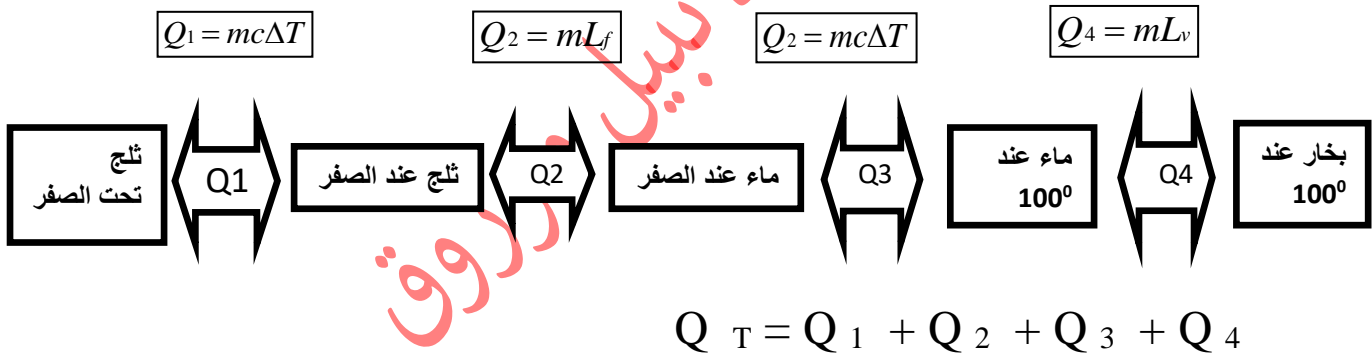 Q1 = mcΔT
Q2 = mLf
Q2 = mcΔT
Q4 = mLv
ثلج
تحت الصفر
Q1
ثلج عند الصفر
Q2
ماء عند الصفر
Q3
ماء عند
100⁰
Q4
بخار عند
100⁰
Q T = Q 1 + Q 2 + Q 3 + Q 4